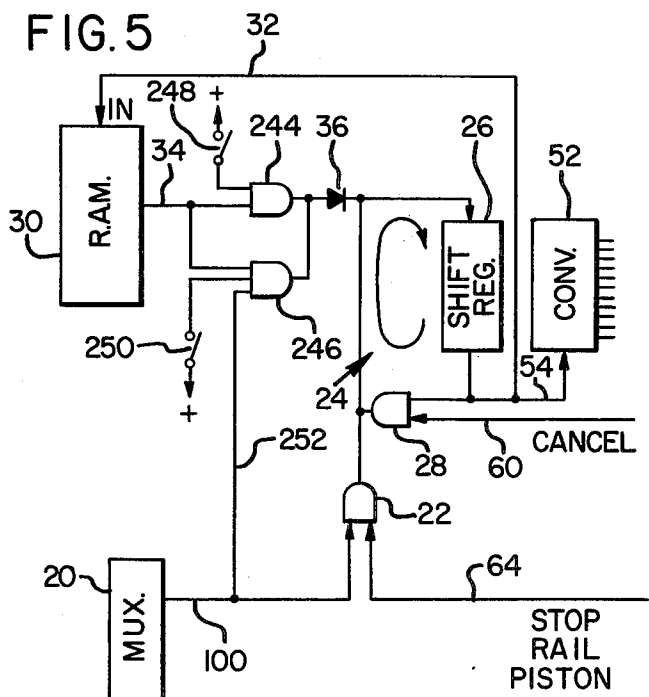 FIG. 5
32
IN
248
+
244
36
26
52
34
R.A.M.
30
SHIFT REG.
CONV.
250
+
246
24
54
28
60
CANCEL
252
22
20
MUX.
100
64
STOP
RAIL
PISTON